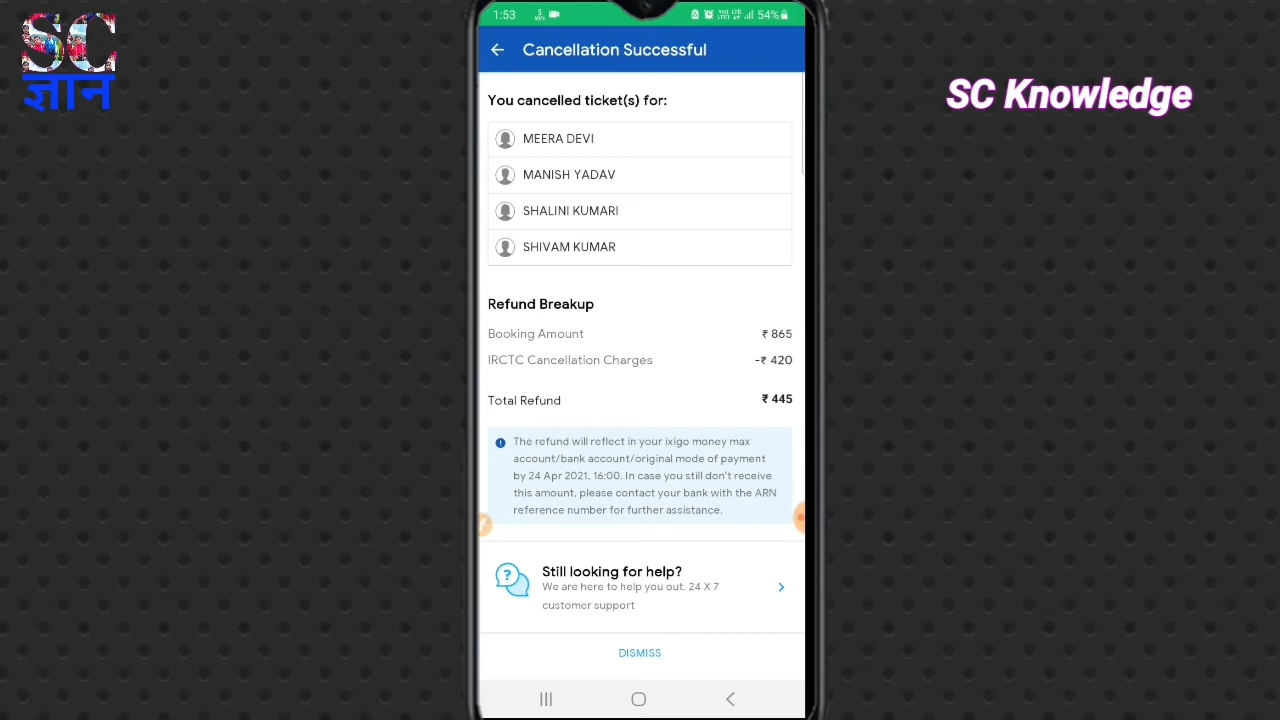 SC
ज्ञान
SC Knowledge
1:53
54%
Cancellation Successful
You cancelled ticket(s) for:
MEERA DEVI
MANISH YADAV
SHALINI KUMARI
SHIVAM KUMAR
Refund Breakup
Booking Amount ₹ 865
IRCTC Cancellation Charges -₹ 420
Total Refund ₹ 445
The refund will reflect in your ixigo money max
account/bank account/original mode of payment
by 24 Apr 2021, 16:00. In case you still don't receive
this amount, please contact your bank with the ARN
reference number for further assistance.
Still looking for help?
We are here to help you out. 24 X 7
customer support
DISMISS